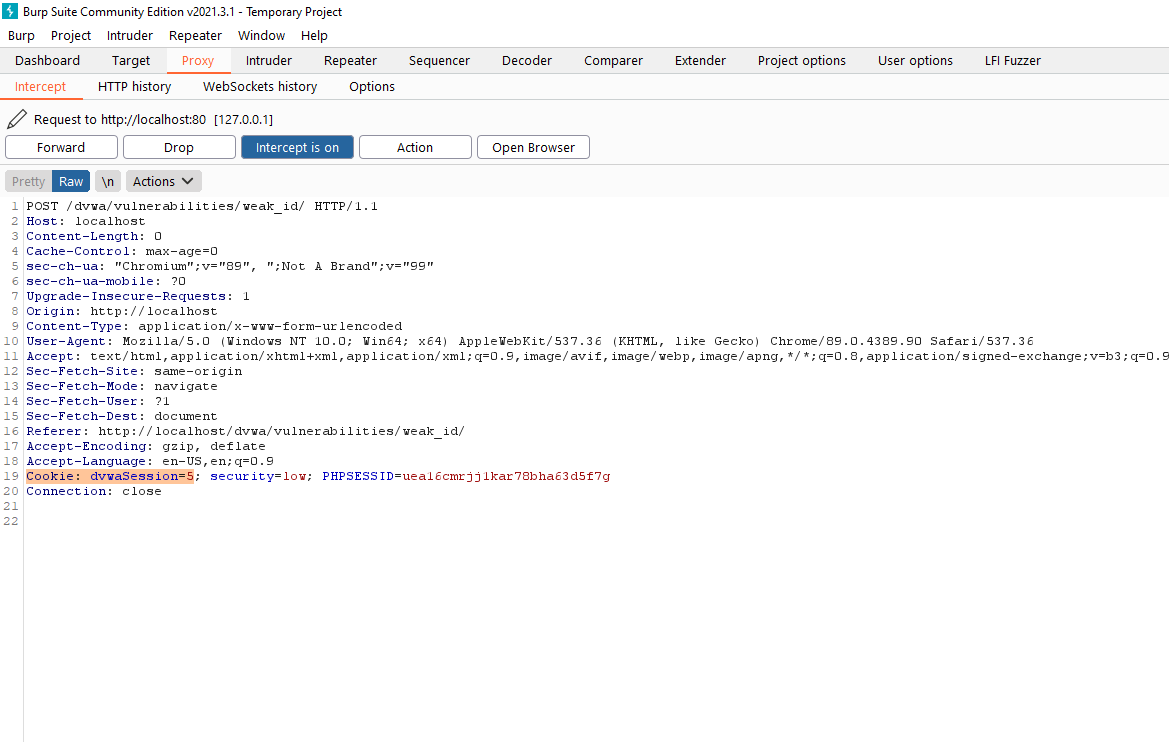 Burp Suite Community Edition v2021.3.1 - Temporary Project
Burp Project Intruder Repeater Window Help
Dashboard Target Proxy Intruder Repeater Sequencer Decoder Comparer Extender Project options User options LFI Fuzzer
Intercept HTTP history WebSockets history Options
Request to http://localhost:80 [127.0.0.1]
Forward Drop Intercept is on Action Open Browser
Pretty Raw \n Actions
1 POST /dvwa/vulnerabilities/weak_id/ HTTP/1.1
2 Host: localhost
3 Content-Length: 0
4 Cache-Control: max-age=0
5 sec-ch-ua: "Chromium";v="89", ";Not A Brand";v="99"
6 sec-ch-ua-mobile: ?0
7 Upgrade-Insecure-Requests: 1
8 Origin: http://localhost
9 Content-Type: application/x-www-form-urlencoded
10 User-Agent: Mozilla/5.0 (Windows NT 10.0; Win64; x64) AppleWebKit/537.36 (KHTML, like Gecko) Chrome/89.0.4389.90 Safari/537.36
11 Accept: text/html,application/xhtml+xml,application/xml;q=0.9,image/avif,image/webp,image/apng,*/*;q=0.8,application/signed-exchange;v=b3;q=0.9
12 Sec-Fetch-Site: same-origin
13 Sec-Fetch-Mode: navigate
14 Sec-Fetch-User: ?1
15 Sec-Fetch-Dest: document
16 Referer: http://localhost/dvwa/vulnerabilities/weak_id/
17 Accept-Encoding: gzip, deflate
18 Accept-Language: en-US,en;q=0.9
19 Cookie: dvwaSession=5; security=low; PHPSESSID=uea16cmrjj1kar78bha63d5f7g
20 Connection: close
21
22